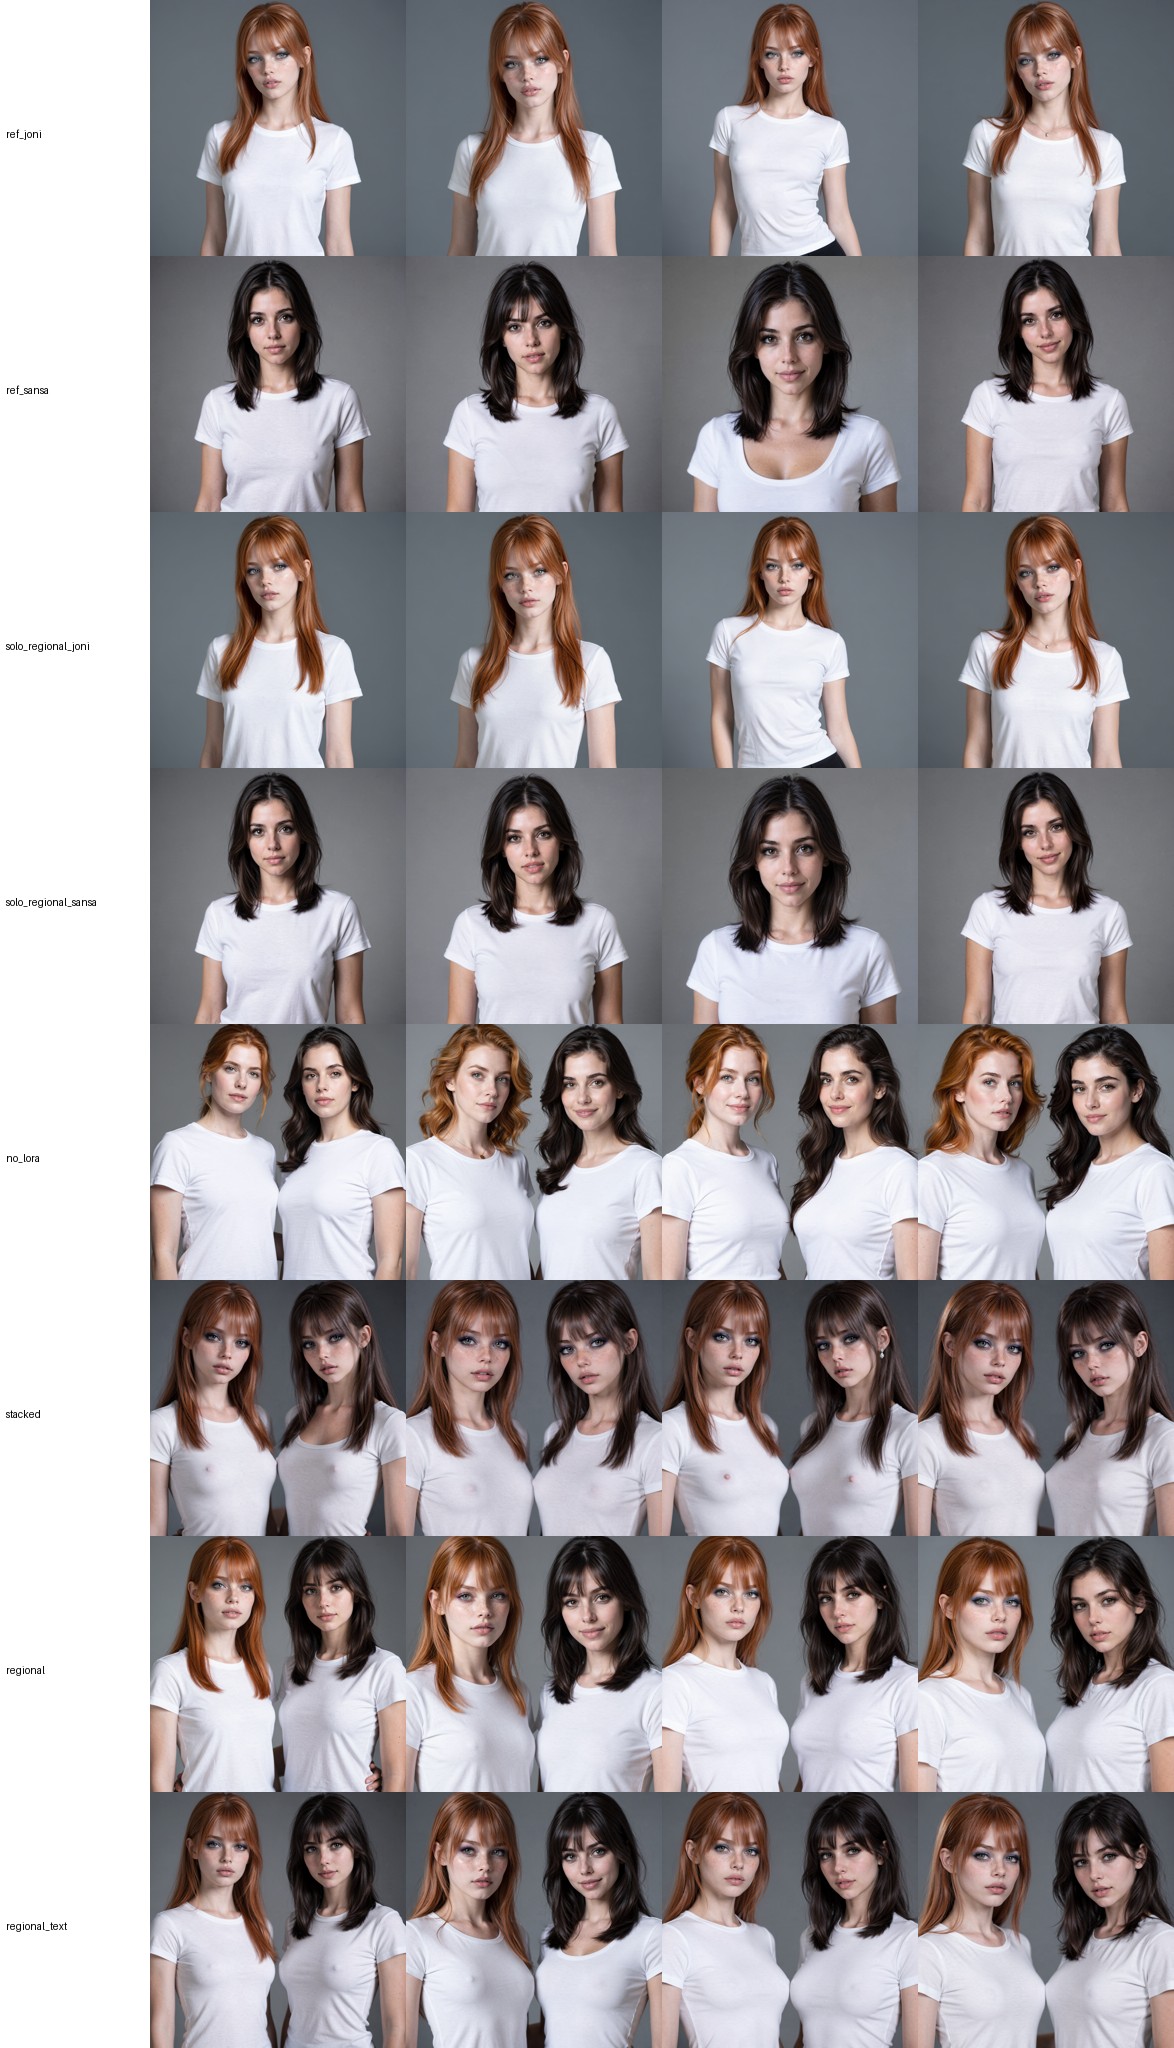 ref_joni
ref_sansa
solo_regional_joni
solo_regional_sansa
no_lora
stacked
regional
regional_text